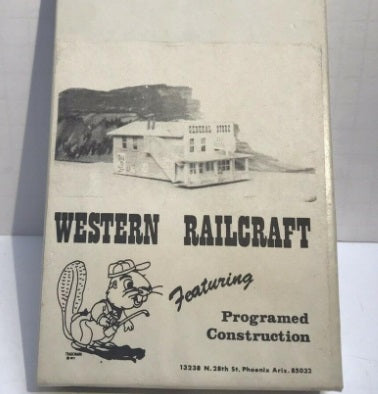 GENERAL STORE
WESTERN RAILCRAFT
Featuring
Programed
Construction
13238 N. 28th St. Phoenix Ariz. 85032